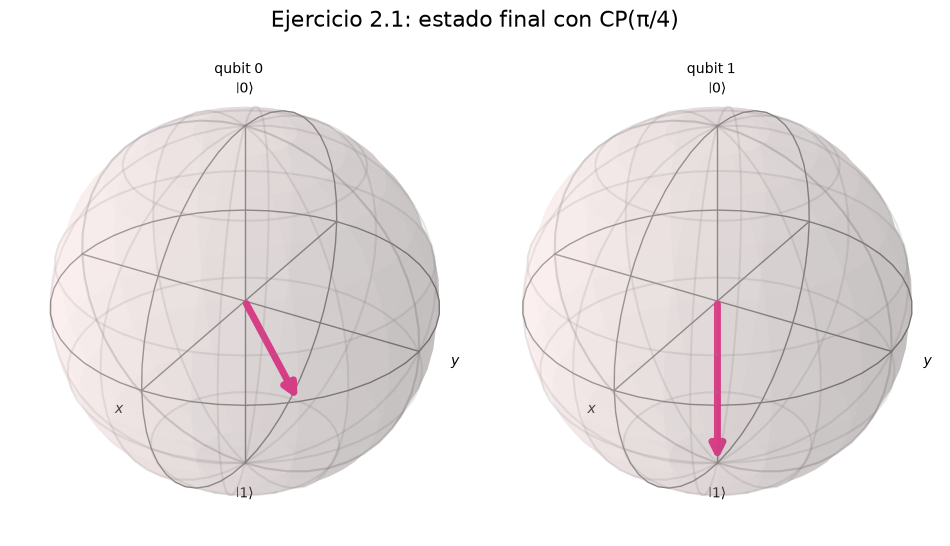 Ejercicio 2.1: estado final con CP(π/4)
qubit 0
|0⟩
x
y
|1⟩
qubit 1
|0⟩
x
y
|1⟩